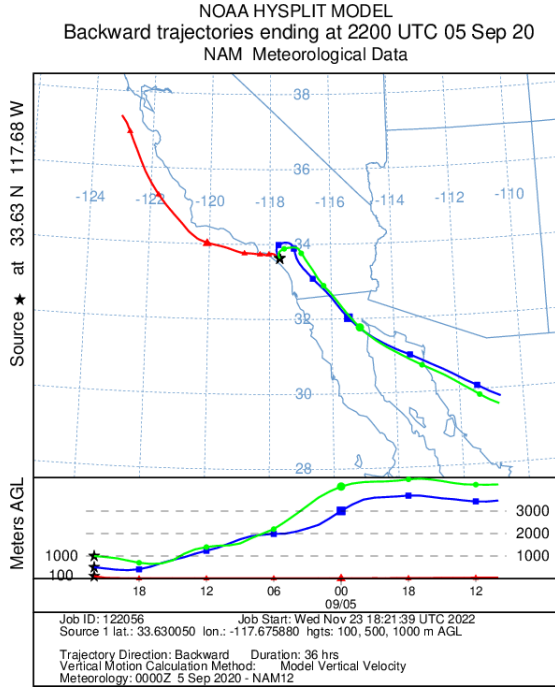 NOAA HYSPLIT MODEL
Backward trajectories ending at 2200 UTC 05 Sep 20
NAM Meteorological Data
Source ★ at 33.63 N 117.68 W
38
36
-124
-122
-120
-118
-116
-114
-112
-110
34
32
30
28
Meters AGL
3000
2000
1000
1000
100
18
12
06
00
18
12
09/05
Job ID: 122056 Job Start: Wed Nov 23 18:21:39 UTC 2022
Source 1 lat.: 33.630050 lon.: -117.675880 hgts: 100, 500, 1000 m AGL
Trajectory Direction: Backward Duration: 36 hrs
Vertical Motion Calculation Method: Model Vertical Velocity
Meteorology: 0000Z 5 Sep 2020 - NAM12